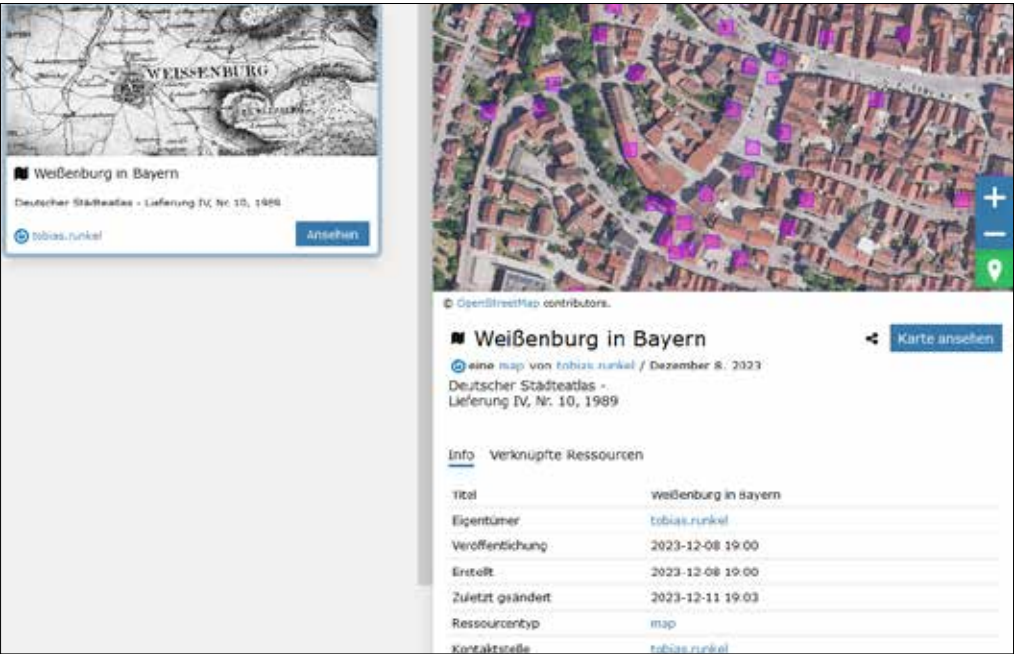 WEISSENBURG
Weißenburg in Bayern
Deutscher Städteatlas - Lieferung IV, Nr. 10, 1989
tobias.runkel
Ansehen
+
−
© OpenStreetMap contributors.
Weißenburg in Bayern
Karte ansehen
eine map von tobias.runkel / Dezember 8, 2023
Deutscher Städteatlas -
Lieferung IV, Nr. 10, 1989
Info Verknüpfte Ressourcen
Titel Weißenburg in Bayern
Eigentümer tobias.runkel
Veröffentlichung 2023-12-08 19:00
Erstellt 2023-12-08 19:00
Zuletzt geändert 2023-12-11 19:03
Ressourcentyp map
Kontaktstelle tobias.runkel